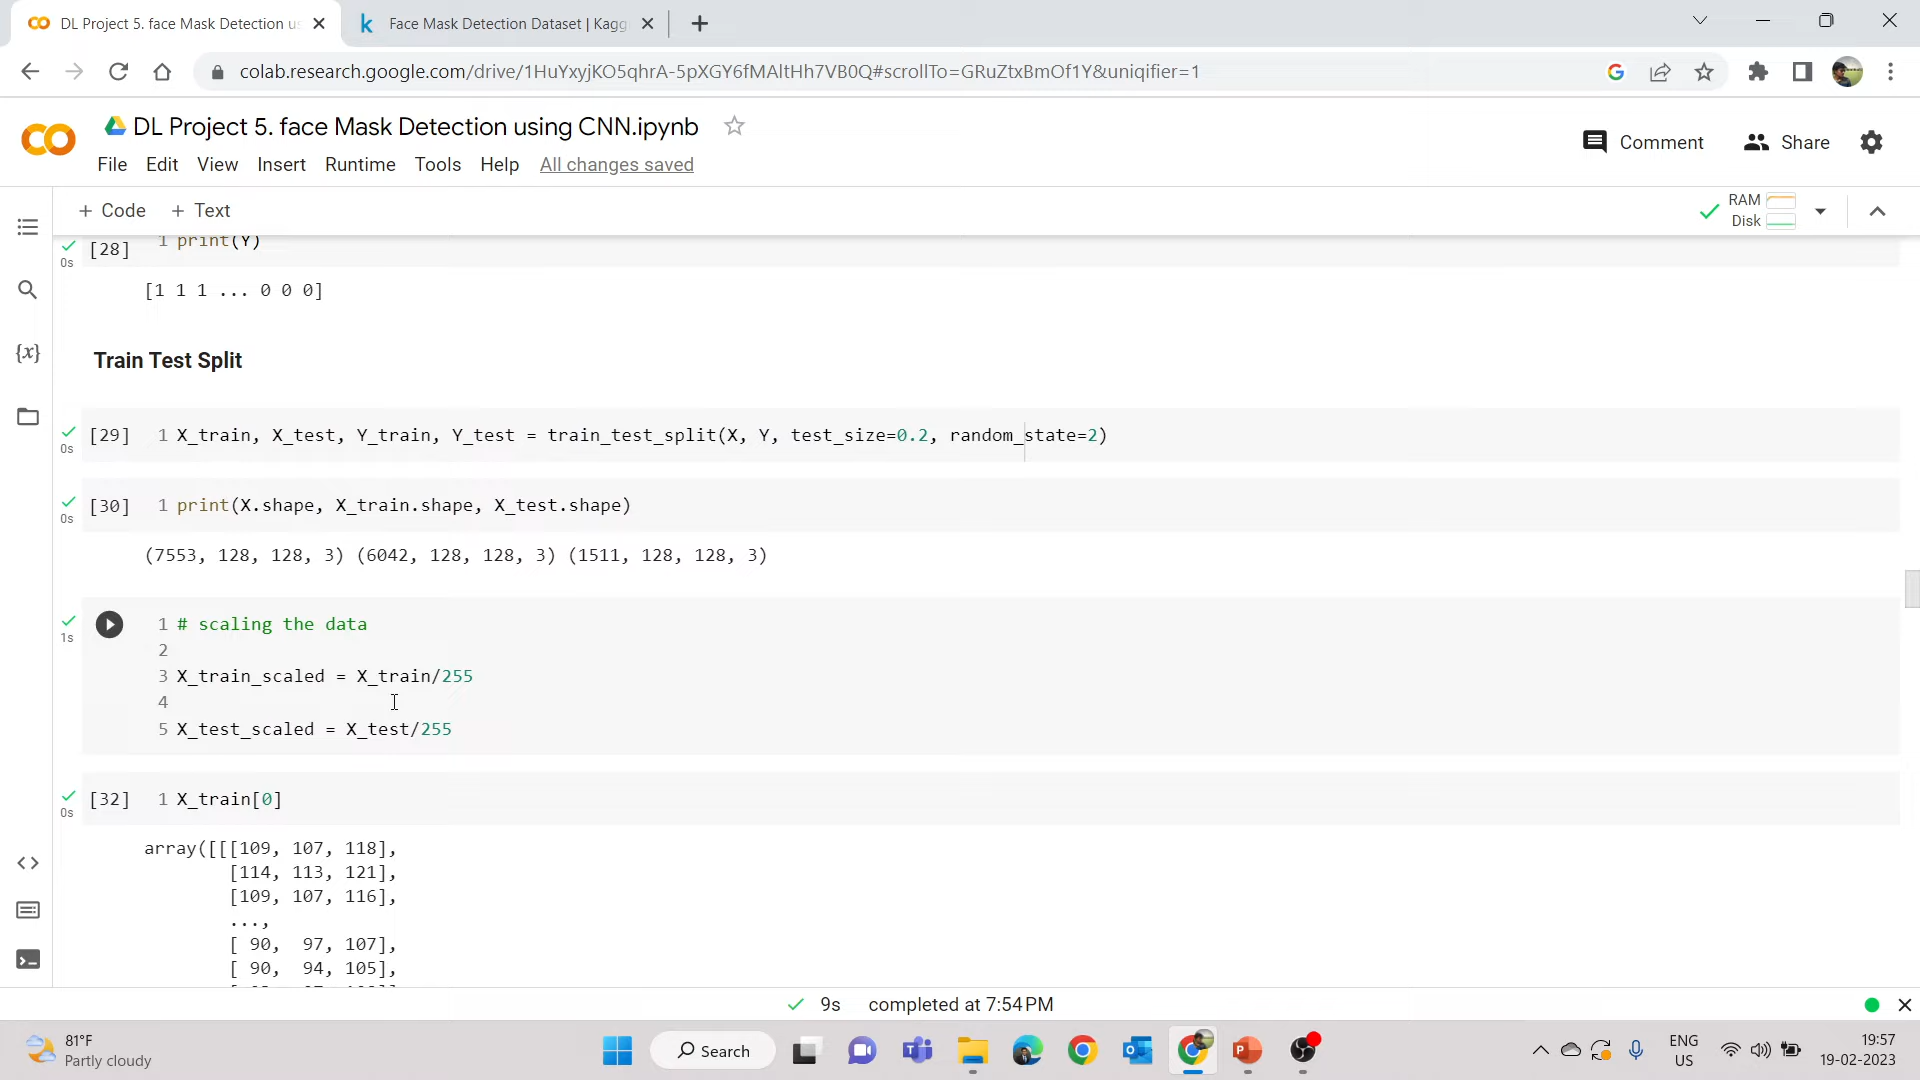 DL Project 5. face Mask Detection us
Face Mask Detection Dataset | Kagg
colab.research.google.com/drive/1HuYxyjKO5qhrA-5pXGY6fMAltHh7VB0Q#scrollTo=GRuZtxBmOf1Y&uniqifier=1
DL Project 5. face Mask Detection using CNN.ipynb
Comment
Share
File Edit View Insert Runtime Tools Help All changes saved
+ Code + Text
RAM
Disk
[28] 1 print(Y)
0s
[1 1 1 ... 0 0 0]
Train Test Split
[29] 1 X_train, X_test, Y_train, Y_test = train_test_split(X, Y, test_size=0.2, random_state=2)
0s
[30] 1 print(X.shape, X_train.shape, X_test.shape)
0s
(7553, 128, 128, 3) (6042, 128, 128, 3) (1511, 128, 128, 3)
1 # scaling the data
1s
2
3 X_train_scaled = X_train/255
4
5 X_test_scaled = X_test/255
[32] 1 X_train[0]
0s
array([[[109, 107, 118],
[114, 113, 121],
[109, 107, 116],
...,
[ 90, 97, 107],
[ 90, 94, 105],
9s completed at 7:54 PM
81°F
Partly cloudy
Search
ENG
US
19:57
19-02-2023